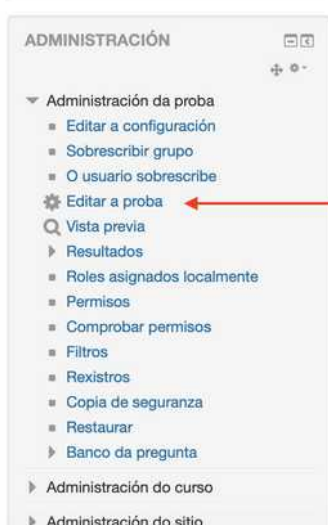 ADMINISTRACIÓN
Administración da proba
Editar a configuración
Sobrescribir grupo
O usuario sobrescribe
Editar a proba
Vista previa
Resultados
Roles asignados localmente
Permisos
Comprobar permisos
Filtros
Rexistros
Copia de seguranza
Restaurar
Banco da pregunta
Administración do curso
Administración do sitio